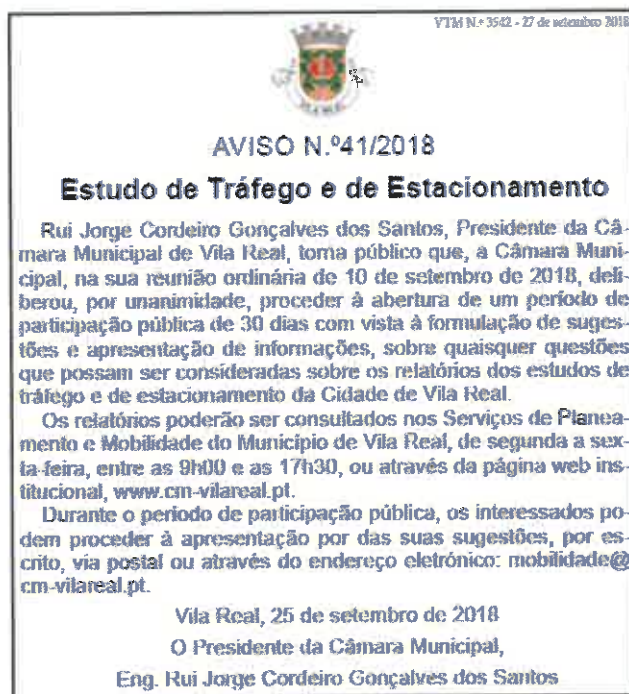 VTM N.º 3542 - 27 de setembro 2018
AVISO N.º41/2018
Estudo de Tráfego e de Estacionamento
Rui Jorge Cordeiro Gonçalves dos Santos, Presidente da Câ-
mara Municipal de Vila Real, torna público que, a Câmara Muni-
cipal, na sua reunião ordinária de 10 de setembro de 2018, deli-
berou, por unanimidade, proceder à abertura de um período de
participação pública de 30 dias com vista à formulação de suges-
tões e apresentação de informações, sobre quaisquer questões
que possam ser consideradas sobre os relatórios dos estudos de
tráfego e de estacionamento da Cidade de Vila Real.
Os relatórios poderão ser consultados nos Serviços de Planea-
mento e Mobilidade do Município de Vila Real, de segunda a sex-
ta-feira, entre as 9h00 e as 17h30, ou através da página web ins-
titucional, www.cm-vilareal.pt.
Durante o período de participação pública, os interessados po-
dem proceder à apresentação por das suas sugestões, por es-
crito, via postal ou através do endereço eletrónico: mobilidade@
cm-vilareal.pt.
Vila Real, 25 de setembro de 2018
O Presidente da Câmara Municipal,
Eng. Rui Jorge Cordeiro Gonçalves dos Santos